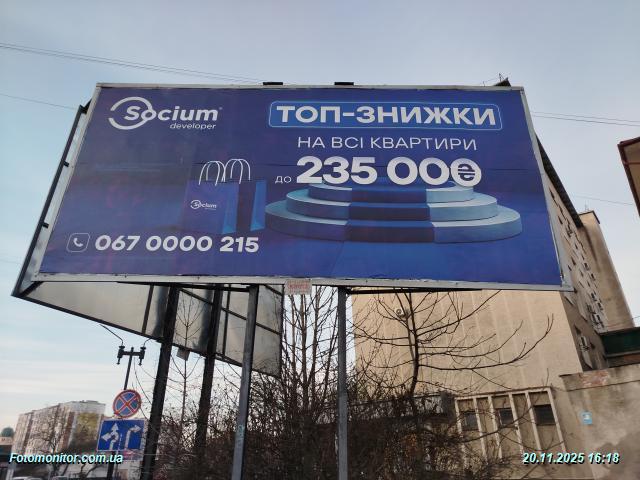 Socium
developer
ТОП-ЗНИЖКИ
НА ВСІ КВАРТИРИ
ДО 235 00₴
Socium
067 0000 215
Fotomonitor.com.ua
20.11.2025 16:18